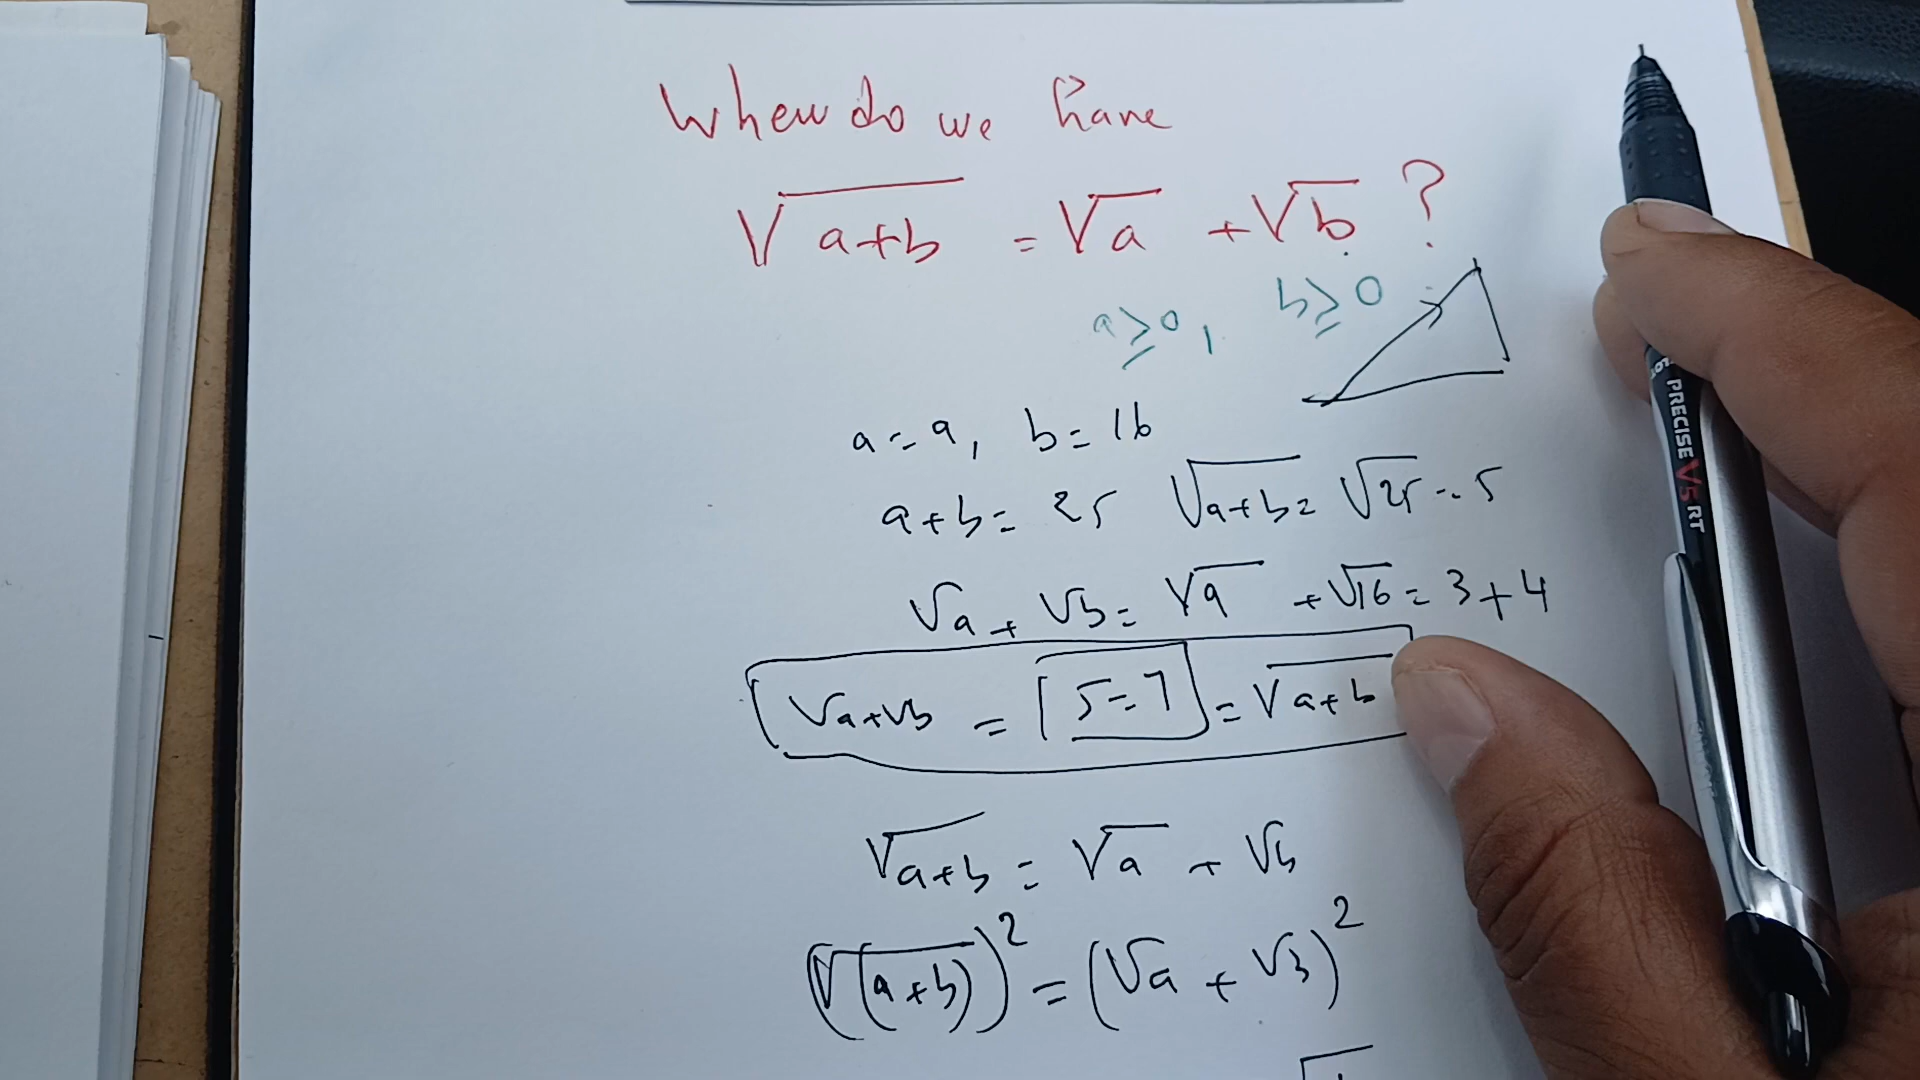 When do we have
√a+b = √a + √b ?
a≥0, b≥0
a=9, b=16
a+b= 25 √a+b = √25 = 5
√a + √b = √9 + √16 = 3+4
√a+√b = 5=7 = √a+b
√a+b = √a + √b
(√(a+b))² = (√a + √b)²
PRECISE V5 RT